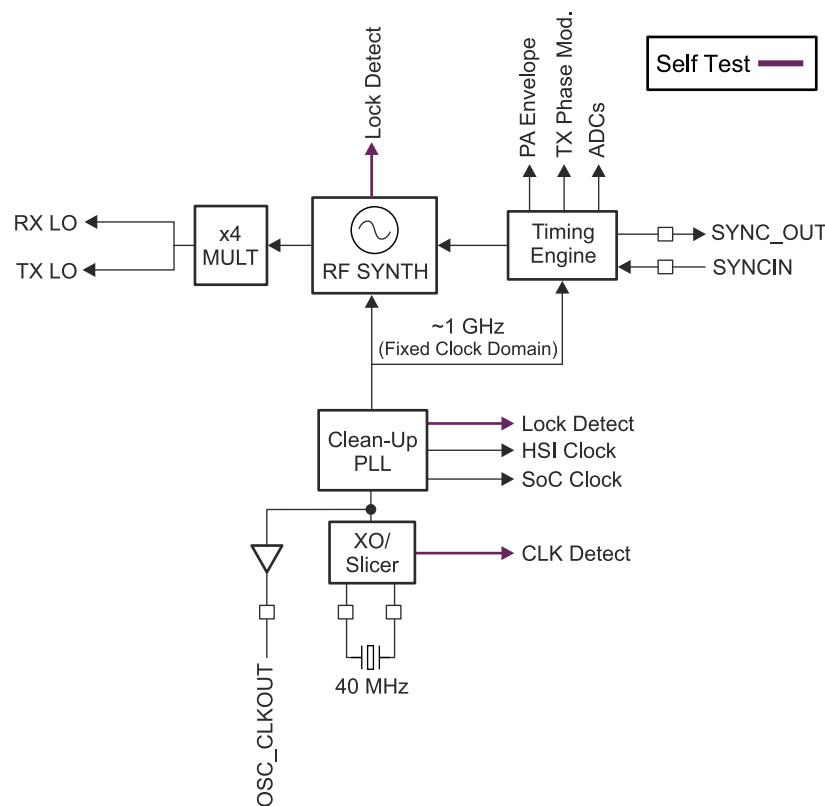 Self Test
Lock Detect
PA Envelope
TX Phase Mod.
ADCs
RX LO
TX LO
x4
MULT
RF SYNTH
Timing
Engine
SYNC_OUT
SYNCIN
~1 GHz
(Fixed Clock Domain)
Clean-Up
PLL
Lock Detect
HSI Clock
SoC Clock
XO/
Slicer
CLK Detect
40 MHz
OSC_CLKOUT